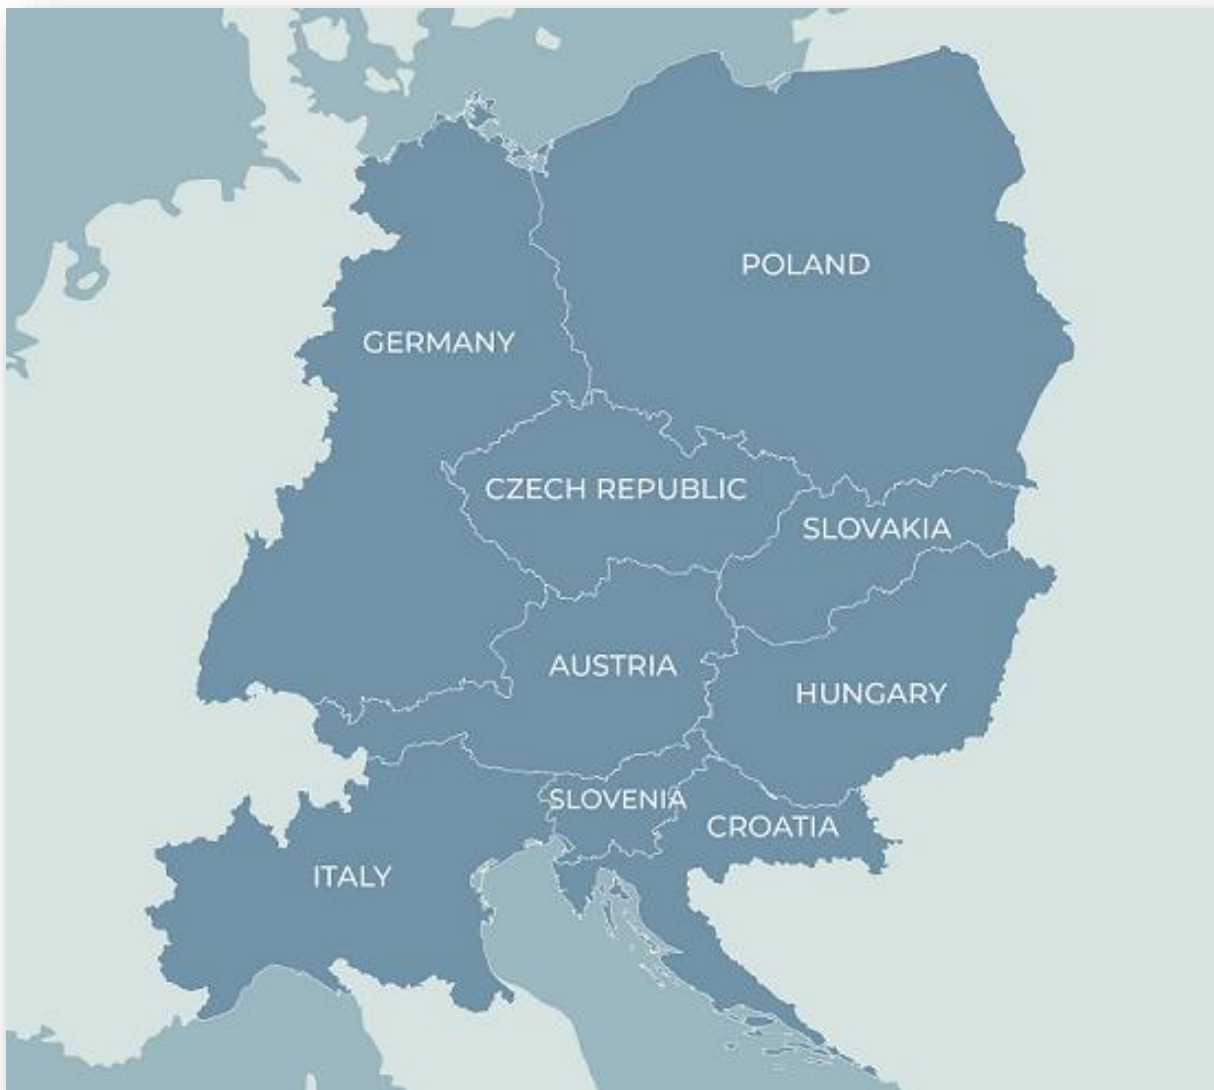 POLAND
GERMANY
CZECH REPUBLIC
SLOVAKIA
AUSTRIA
HUNGARY
SLOVENIA
CROATIA
ITALY